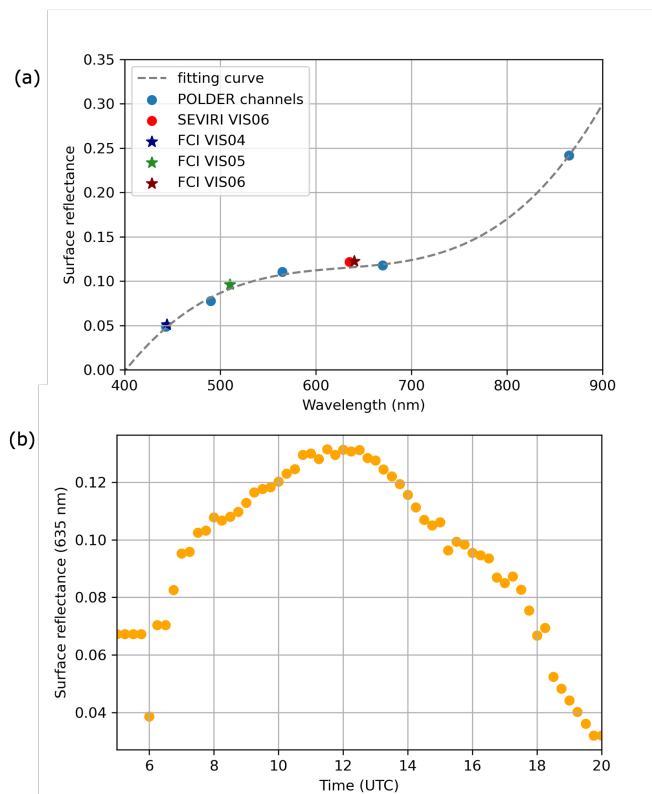 (a)
0.35
0.30
0.25
0.20
0.15
0.10
0.05
0.00
Surface reflectance
fitting curve
POLDER channels
SEVIRI VIS06
FCI VIS04
FCI VIS05
FCI VIS06
400 500 600 700 800 900
Wavelength (nm)
(b)
0.12
0.10
0.08
0.06
0.04
Surface reflectance (635 nm)
6 8 10 12 14 16 18 20
Time (UTC)